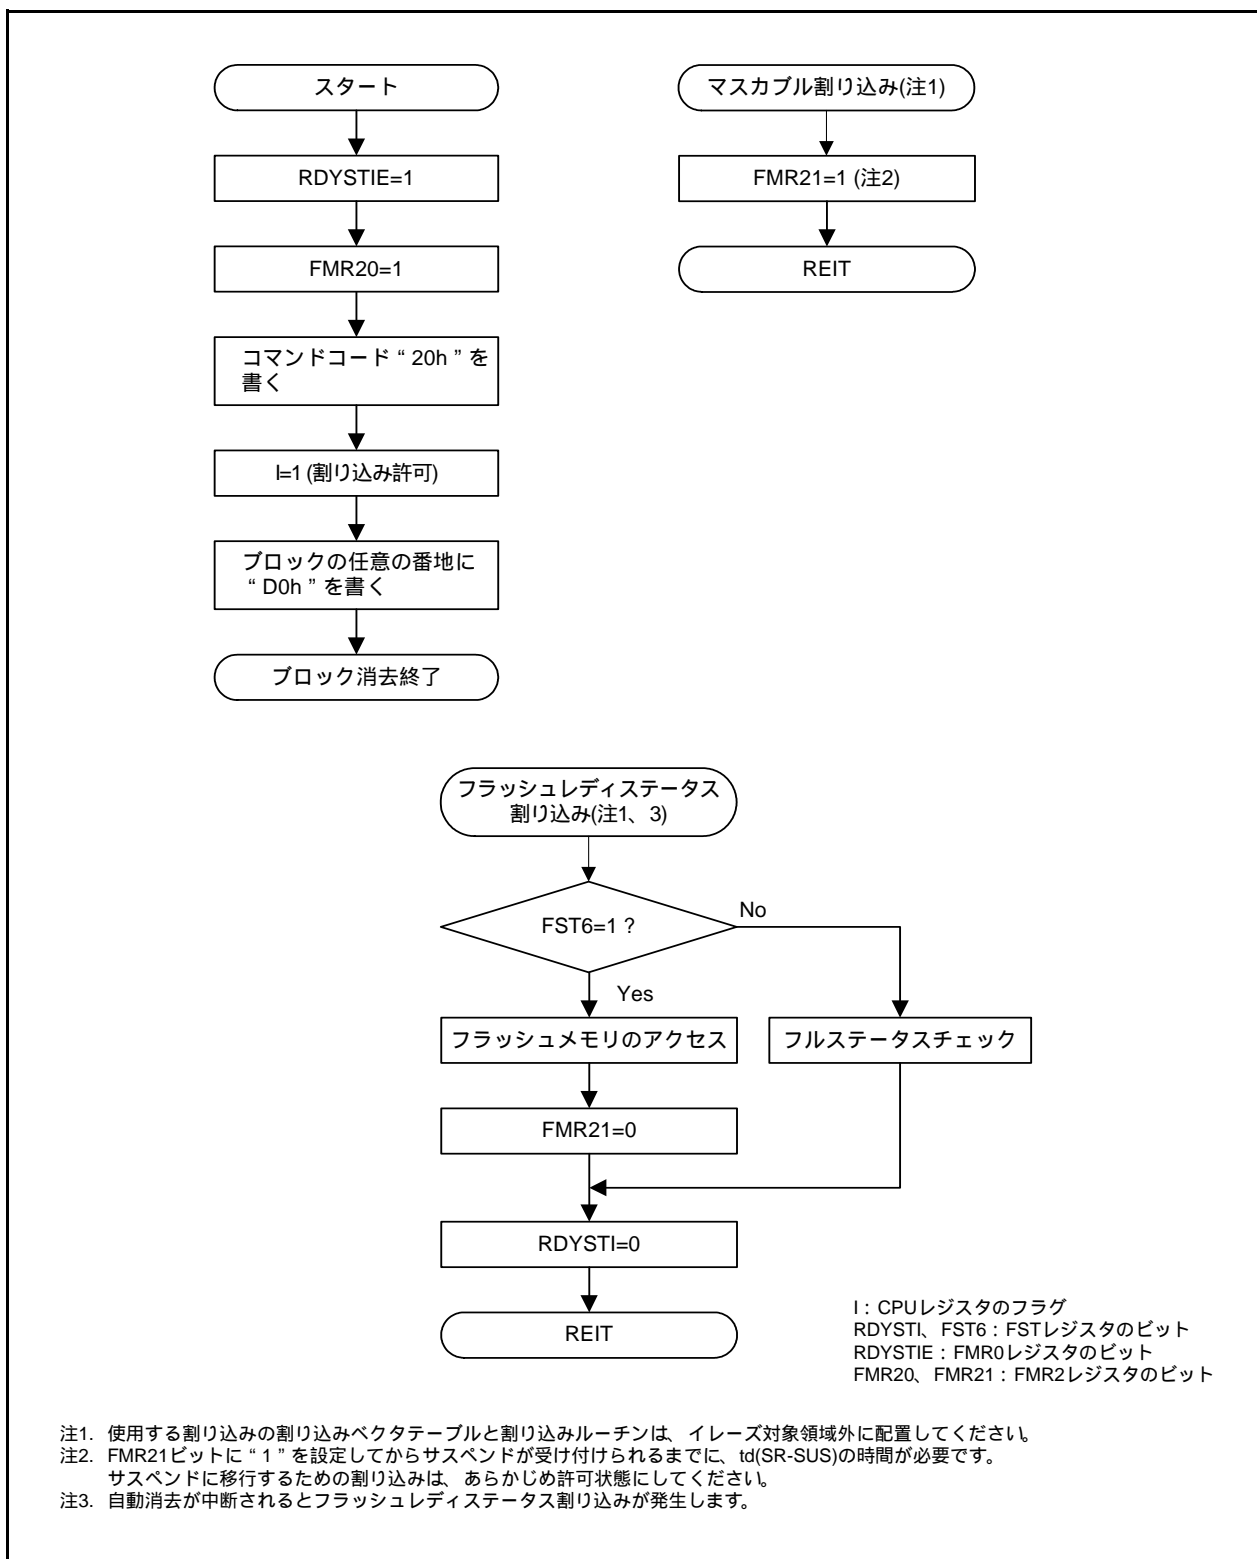 スタート
RDYSTIE=1
FMR20=1
コマンドコード“20h”を
書く
I=1 (割り込み許可)
ブロックの任意の番地に
“D0h”を書く
ブロック消去終了
マスカブル割り込み(注1)
FMR21=1 (注2)
REIT
フラッシュレディステータス
割り込み(注1、3)
FST6=1 ?
No
Yes
フラッシュメモリのアクセス
フルステータスチェック
FMR21=0
RDYSTI=0
REIT
I : CPUレジスタのフラグ
RDYSTI、FST6 : FSTレジスタのビット
RDYSTIE : FMR0レジスタのビット
FMR20、FMR21 : FMR2レジスタのビット
注1. 使用する割り込みの割り込みベクタテーブルと割り込みルーチンは、イレーズ対象領域外に配置してください。
注2. FMR21ビットに“1”を設定してからサスペンドが受け付けられるまでに、td(SR-SUS)の時間が必要です。
サスペンドに移行するための割り込みは、あらかじめ許可状態にしてください。
注3. 自動消去が中断されるとフラッシュレディステータス割り込みが発生します。